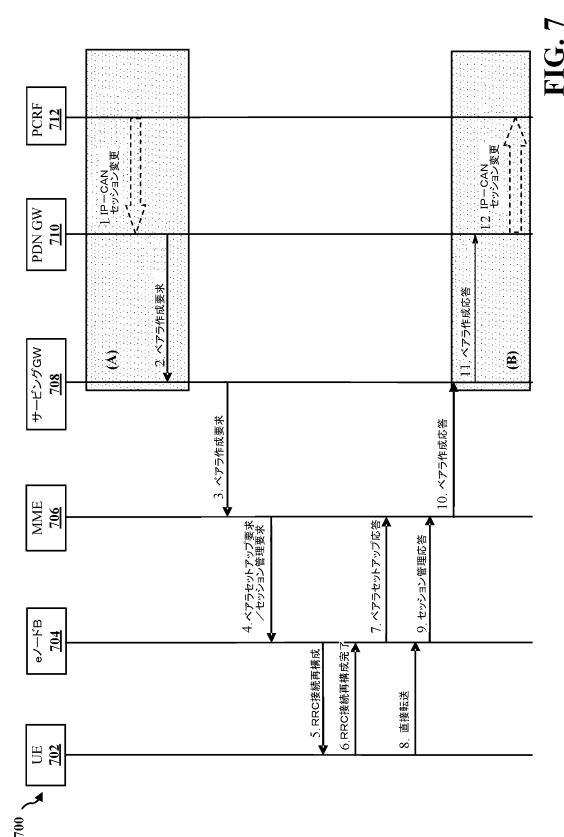 700
UE
702
eノードB
704
MME
706
サービングGW
708
PDN GW
710
PCRF
712
(A)
1. IP－CAN
セッション変更
2. ベアラ作成要求
3. ベアラ作成要求
4. ベアラセットアップ要求
／セッション管理要求
5. RRC接続再構成
6. RRC接続再構成完了
7. ベアラセットアップ応答
8. 直接転送
9. セッション管理応答
10. ベアラ作成応答
11. ベアラ作成応答
12. IP－CAN
セッション変更
(B)
FIG. 7